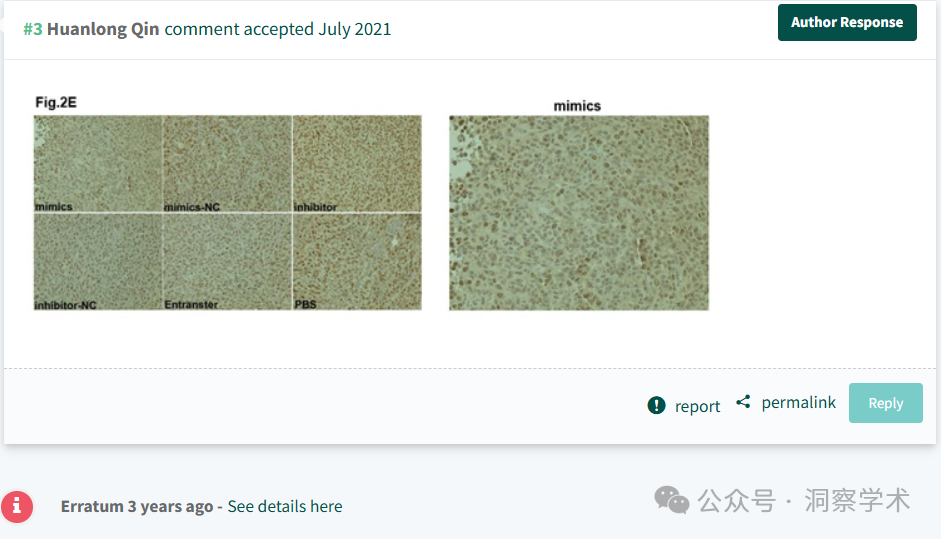 #3 Huanlong Qin comment accepted July 2021
Author Response
Fig.2E
mimics
mimics
mimics-NC
inhibitor
inhibitor-NC
Entranster
PBS
report
permalink
Reply
Erratum 3 years ago - See details here
公众号 · 洞察学术